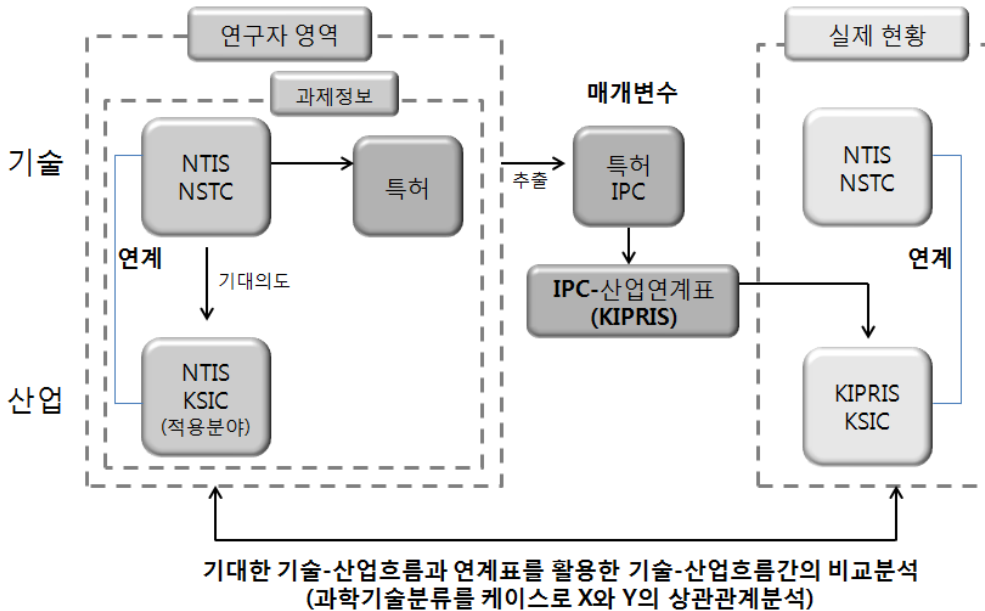 연구자 영역
실제 현황
과제정보
매개변수
기술
NTIS
NSTC
특허
추출
특허
IPC
NTIS
NSTC
연계
기대의도
연계
IPC-산업연계표
(KIPRIS)
산업
NTIS
KSIC
(적용분야)
KIPRIS
KSIC
기대한 기술-산업흐름과 연계표를 활용한 기술-산업흐름간의 비교분석
(과학기술분류를 케이스로 X와 Y의 상관관계분석)